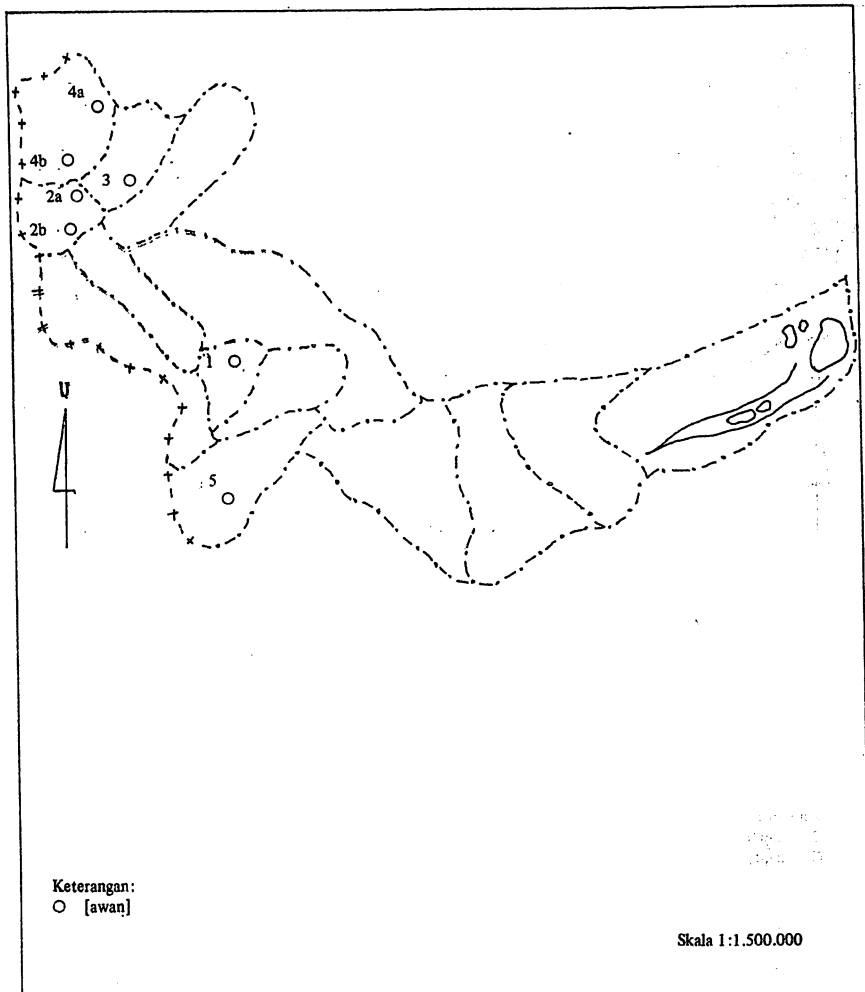 4a
4b
3
2a
2b
1
U
5
Keterangan:
[awan]
Skala 1:1.500.000